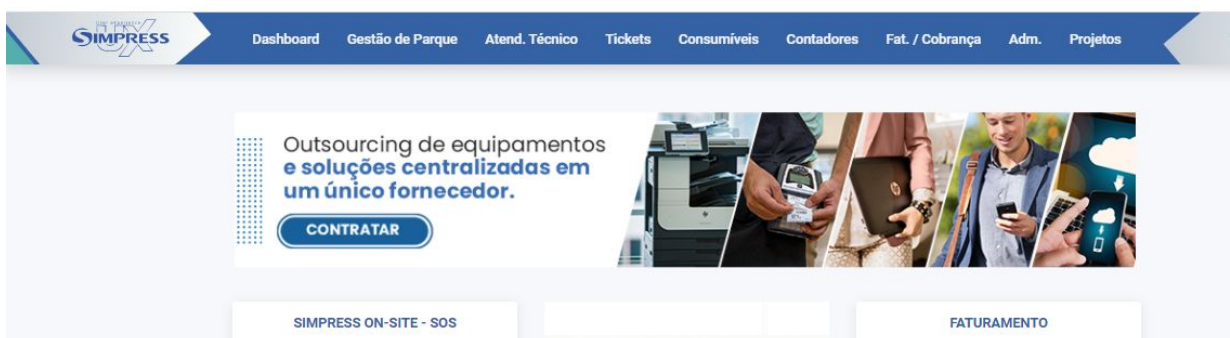 SIMPRESS
Dashboard Gestão de Parque Atend. Técnico Tickets Consumíveis Contadores Fat. / Cobrança Adm. Projetos
Outsourcing de equipamentos
e soluções centralizadas em
um único fornecedor.
CONTRATAR
SIMPRESS ON-SITE - SOS
FATURAMENTO